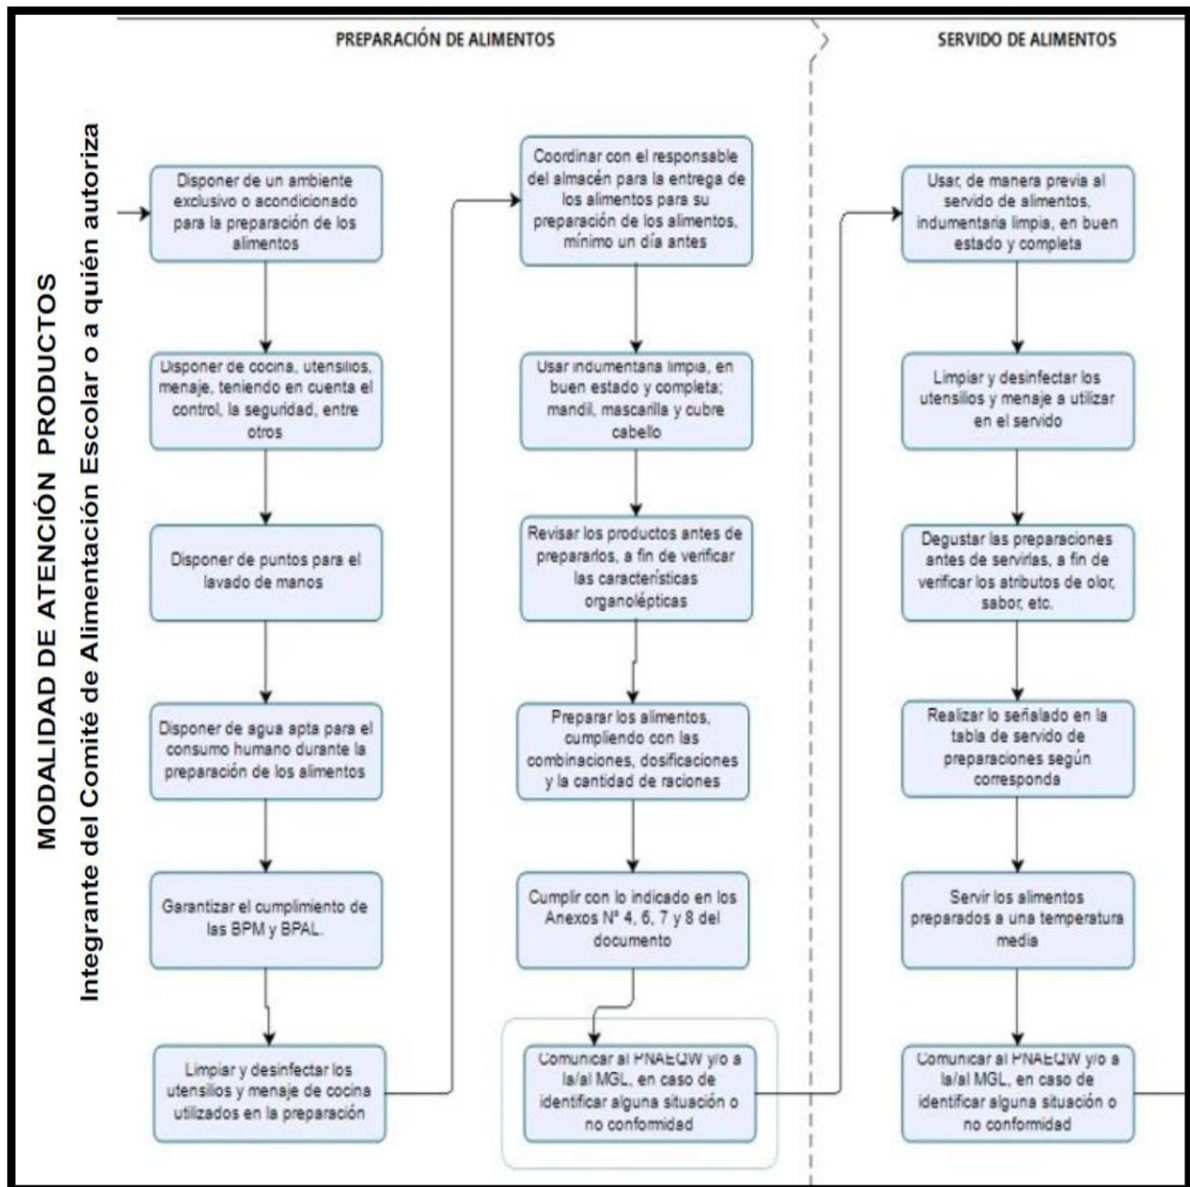 PREPARACIÓN DE ALIMENTOS
SERVIDO DE ALIMENTOS
MODALIDAD DE ATENCIÓN PRODUCTOS
Integrante del Comité de Alimentación Escolar o a quién autoriza
Disponer de un ambiente
exclusivo o acondicionado
para la preparación de los
alimentos
Disponer de cocina, utensilios,
menaje, teniendo en cuenta el
control, la seguridad, entre
otros
Disponer de puntos para el
lavado de manos
Disponer de agua apta para el
consumo humano durante la
preparación de los alimentos
Garantizar el cumplimiento de
las BPM y BPAL.
Limpiar y desinfectar los
utensilios y menaje de cocina
utilizados en la preparación
Coordinar con el responsable
del almacén para la entrega de
los alimentos para su
preparación de los alimentos,
mínimo un día antes
Usar indumentaria limpia, en
buen estado y completa;
mandil, mascarilla y cubre
cabello
Revisar los productos antes de
prepararlos, a fin de verificar
las características
organolépticas
Preparar los alimentos,
cumpliendo con las
combinaciones, dosificaciones
y la cantidad de raciones
Cumplir con lo indicado en los
Anexos N° 4, 6, 7 y 8 del
documento
Comunicar al PNAEQW y/o a
la/al MGL, en caso de
identificar alguna situación o
no conformidad
Usar, de manera previa al
servido de alimentos,
indumentaria limpia, en buen
estado y completa
Limpiar y desinfectar los
utensilios y menaje a utilizar
en el servido
Degustar las preparaciones
antes de servirlas, a fin de
verificar los atributos de olor,
sabor, etc.
Realizar lo señalado en la
tabla de servido de
preparaciones según
corresponda
Servir los alimentos
preparados a una temperatura
media
Comunicar al PNAEQW y/o a
la/al MGL, en caso de
identificar alguna situación o
no conformidad